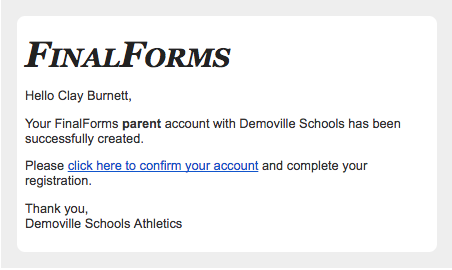 FINALFORMS
Hello Clay Burnett,
Your FinalForms parent account with Demoville Schools has been
successfully created.
Please click here to confirm your account and complete your
registration.
Thank you,
Demoville Schools Athletics